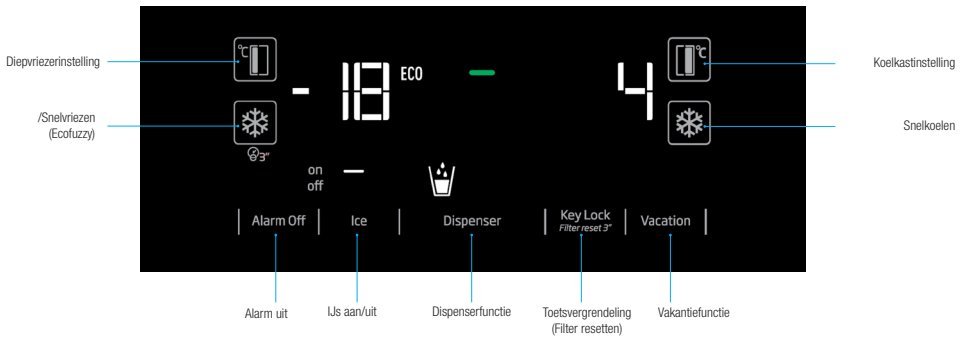 Diepvriezerinstelling
°C
- 18 ECO
4
°C
Koelkastinstelling
/Snelvriezen
(Ecofuzzy)
Snelkoelen
3"
on
off
Alarm Off
Ice
Dispenser
Key Lock
Filter reset 3"
Vacation
Alarm uit
IJs aan/uit
Dispenserfunctie
Toetsvergrendeling
(Filter resetten)
Vakantiefunctie